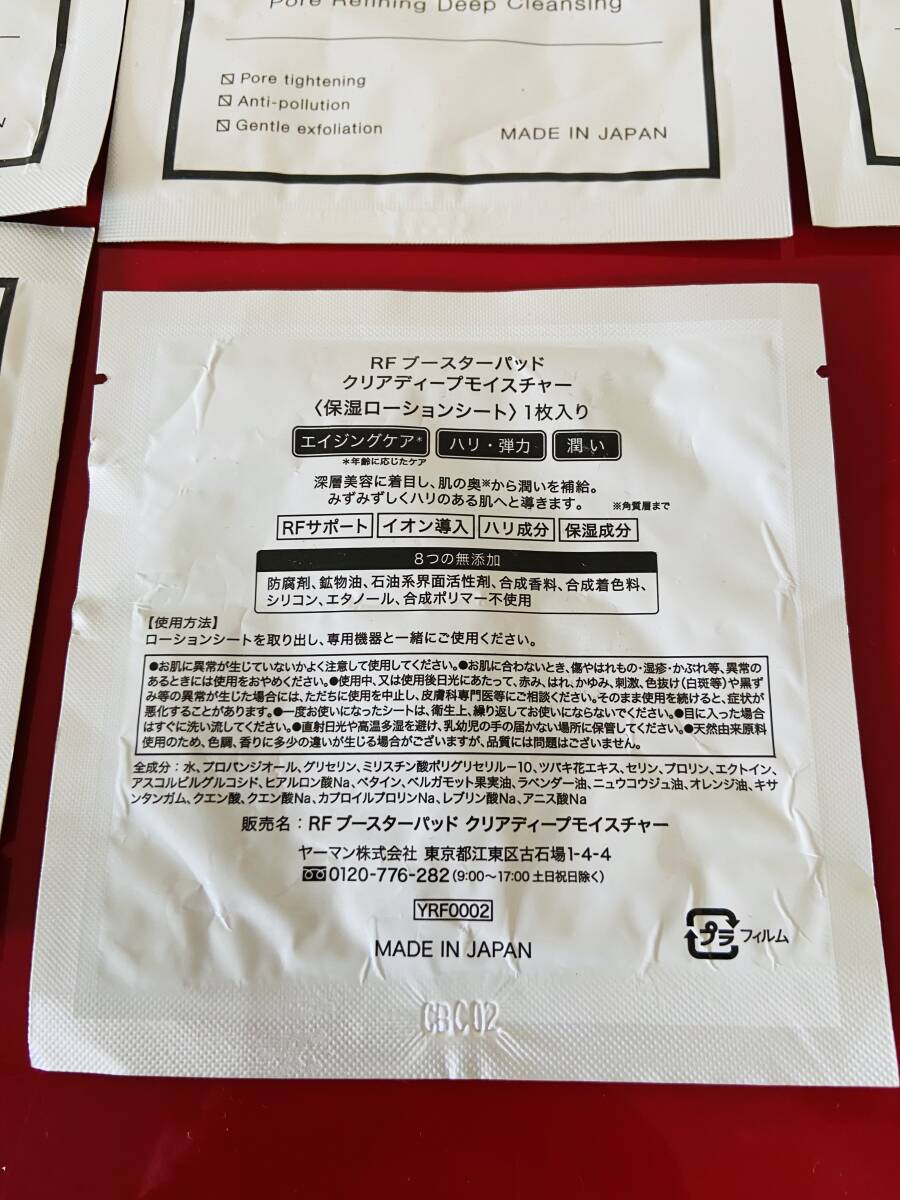 Pore Refining Deep Cleansing
Pore tightening
Anti-pollution
Gentle exfoliation
MADE IN JAPAN
RF ブースターパッド
クリアディープモイスチャー
〈保湿ローションシート〉1枚入り
エイジングケア* ハリ・弾力 潤い
*年齢に応じたケア
深層美容に着目し、肌の奥※から潤いを補給。
みずみずしくハリのある肌へと導きます。 ※角質層まで
RFサポート イオン導入 ハリ成分 保湿成分
8つの無添加
防腐剤、鉱物油、石油系界面活性剤、合成香料、合成着色料、
シリコン、エタノール、合成ポリマー不使用
【使用方法】
ローションシートを取り出し、専用機器と一緒にご使用ください。
●お肌に異常が生じていないかよく注意して使用してください。●お肌に合わないとき、傷やはれもの・湿疹・かぶれ等、異常の
あるときには使用をおやめください。●使用中、又は使用後日光にあたって、赤み、はれ、かゆみ、刺激、色抜け(白斑等)や黒ず
み等の異常が生じた場合には、ただちに使用を中止し、皮膚科専門医等にご相談ください。そのまま使用を続けると、症状が
悪化することがあります。●一度お使いになったシートは、衛生上、繰り返してお使いにならないでください。●目に入った場合
はすぐに洗い流してください。●直射日光や高温多湿を避け、乳幼児の手の届かない場所に保管してください。●天然由来原料
使用のため、色調、香りに多少の違いが生じる場合がございますが、品質には問題はございません。
全成分：水、プロパンジオール、グリセリン、ミリスチン酸ポリグリセリル-10、ツバキ花エキス、セリン、プロリン、エクトイン、
アスコルビルグルコシド、ヒアルロン酸Na、ベタイン、ベルガモット果実油、ラベンダー油、ニュウコウジュ油、オレンジ油、キサ
ンタンガム、クエン酸、クエン酸Na、カプロイルプロリンNa、レブリン酸Na、アニス酸Na
販売名：RF ブースターパッド クリアディープモイスチャー
ヤーマン株式会社 東京都江東区古石場1-4-4
0120-776-282 (9:00〜17:00 土日祝日除く)
YRF0002
プラ フィルム
MADE IN JAPAN
CBC02